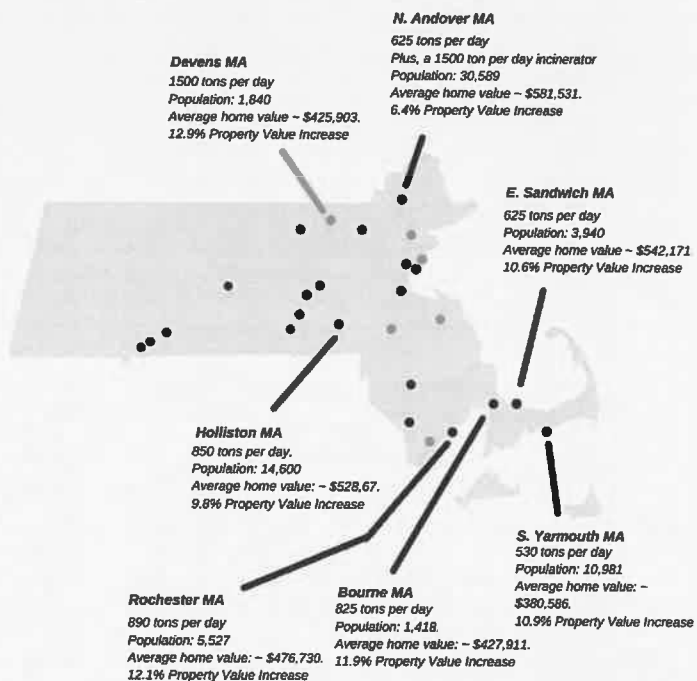 N. Andover MA
625 tons per day
Plus, a 1500 ton per day incinerator
Population: 30,589
Average home value ~ $581,531.
6.4% Property Value Increase
Devens MA
1500 tons per day
Population: 1,840
Average home value ~ $425,903.
12.9% Property Value Increase
E. Sandwich MA
625 tons per day
Population: 3,940
Average home value ~ $542,171
10.6% Property Value Increase
Holliston MA
850 tons per day.
Population: 14,600
Average home value: ~ $528,67.
9.8% Property Value Increase
S. Yarmouth MA
530 tons per day
Population: 10,981
Average home value: ~
$380,586.
10.9% Property Value Increase
Rochester MA
890 tons per day
Population: 5,527
Average home value: ~ $476,730.
12.1% Property Value Increase
Bourne MA
825 tons per day
Population: 1,418.
Average home value: ~ $427,911.
11.9% Property Value Increase